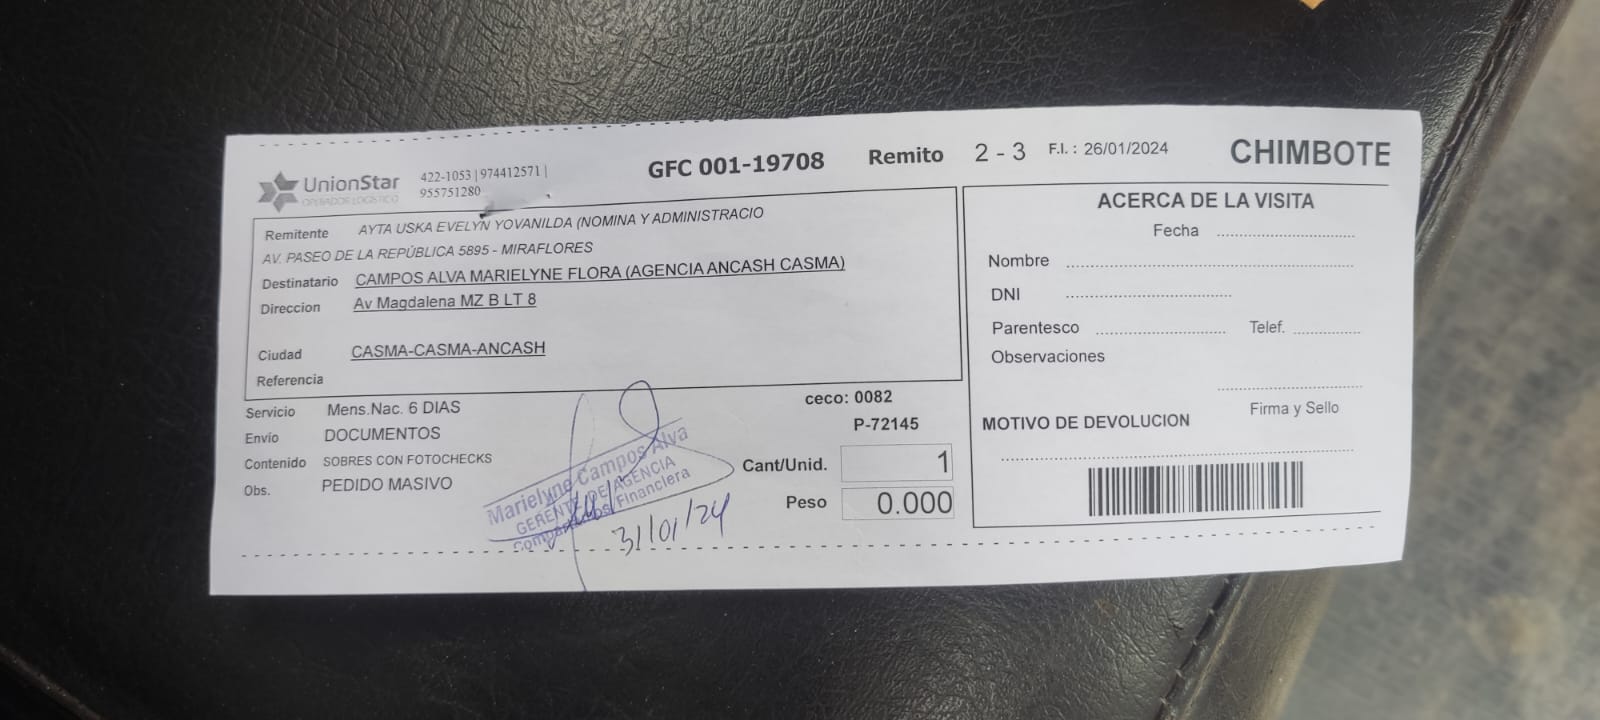 UnionStar
OPERADOR LOGISTICO
422-1053 | 974412571 |
955751280
GFC 001-19708
Remito 2 - 3
F.I. : 26/01/2024
CHIMBOTE
Remitente AYTA USKA EVELYN YOVANILDA (NOMINA Y ADMINISTRACIO
AV. PASEO DE LA REPÚBLICA 5895 - MIRAFLORES
Destinatario CAMPOS ALVA MARIELYNE FLORA (AGENCIA ANCASH CASMA)
Direccion Av Magdalena MZ B LT 8
Ciudad CASMA-CASMA-ANCASH
Referencia
Servicio Mens.Nac. 6 DIAS
Envío DOCUMENTOS
Contenido SOBRES CON FOTOCHECKS
Obs. PEDIDO MASIVO
Marielyne Campos Alva
GERENTE DE AGENCIA
Compartamos Financiera
31/01/24
ceco: 0082
P-72145
Cant/Unid. 1
Peso 0.000
ACERCA DE LA VISITA
Fecha
Nombre
DNI
Parentesco Telef.
Observaciones
Firma y Sello
MOTIVO DE DEVOLUCION